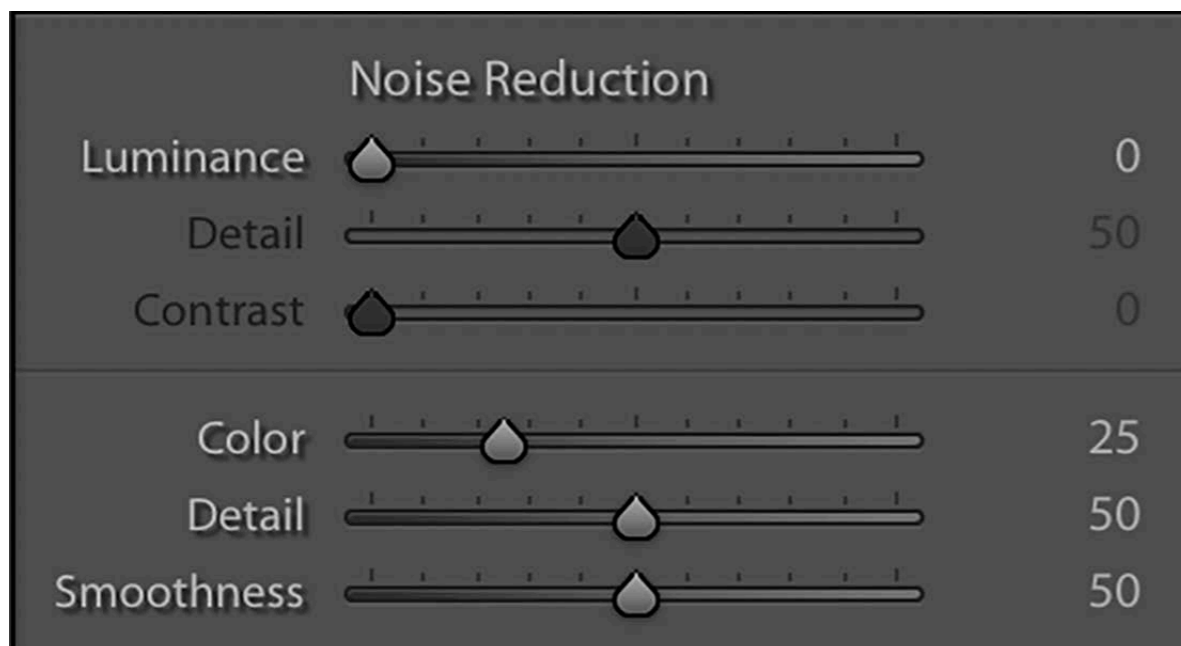 Noise Reduction
Luminance 0
Detail 50
Contrast 0
Color 25
Detail 50
Smoothness 50